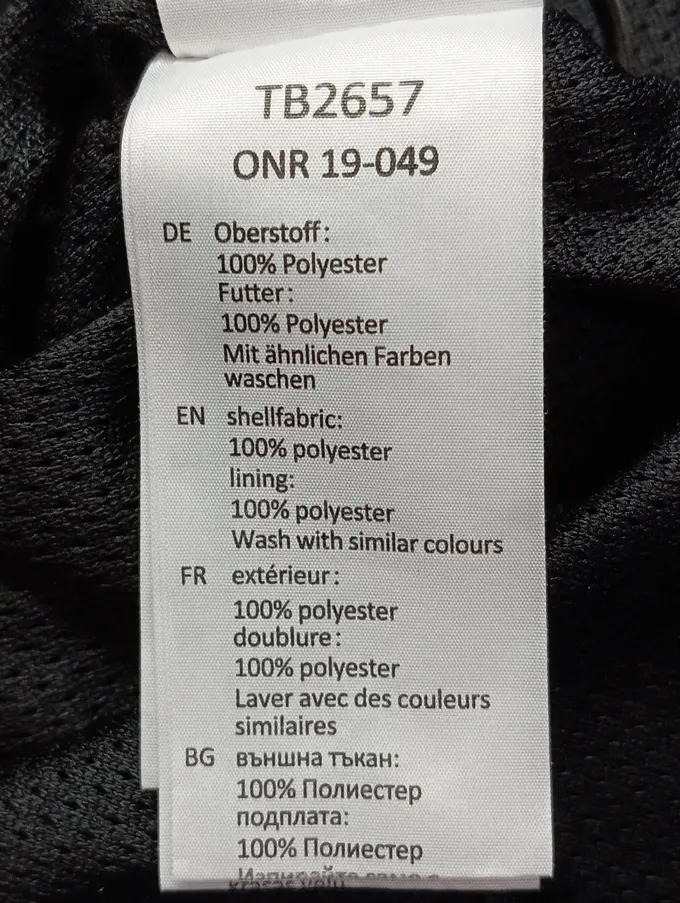 TB2657
ONR 19-049
DE Oberstoff:
100% Polyester
Futter:
100% Polyester
Mit ähnlichen Farben
waschen
EN shellfabric:
100% polyester
lining:
100% polyester
Wash with similar colours
FR extérieur:
100% polyester
doublure:
100% polyester
Laver avec des couleurs
similaires
BG външна тъкан:
100% Полиестер
подплата:
100% Полиестер